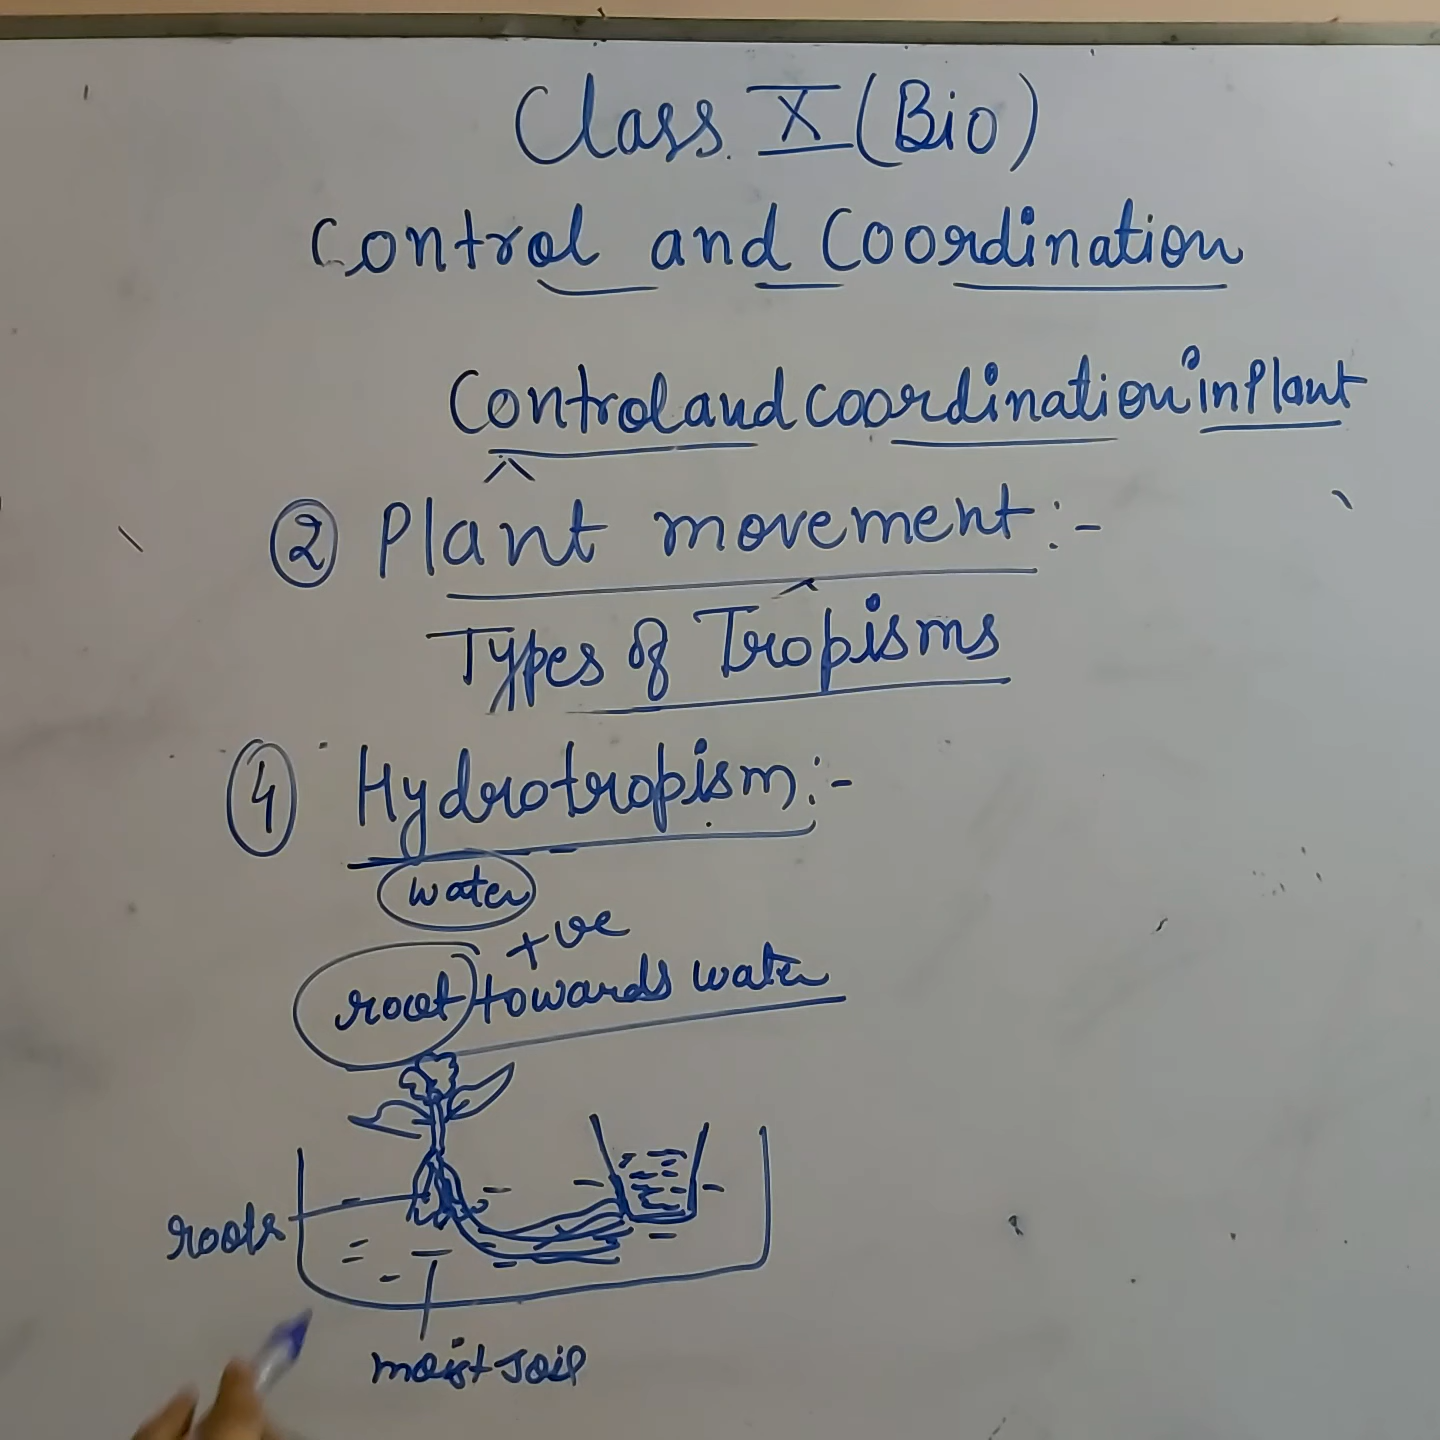 Class X (Bio)
Control and Coordination
Control and coordination in Plant
② Plant movement :-
Types of Tropisms
④ Hydrotropism :-
water
+ve
root towards water
roots
moist soil